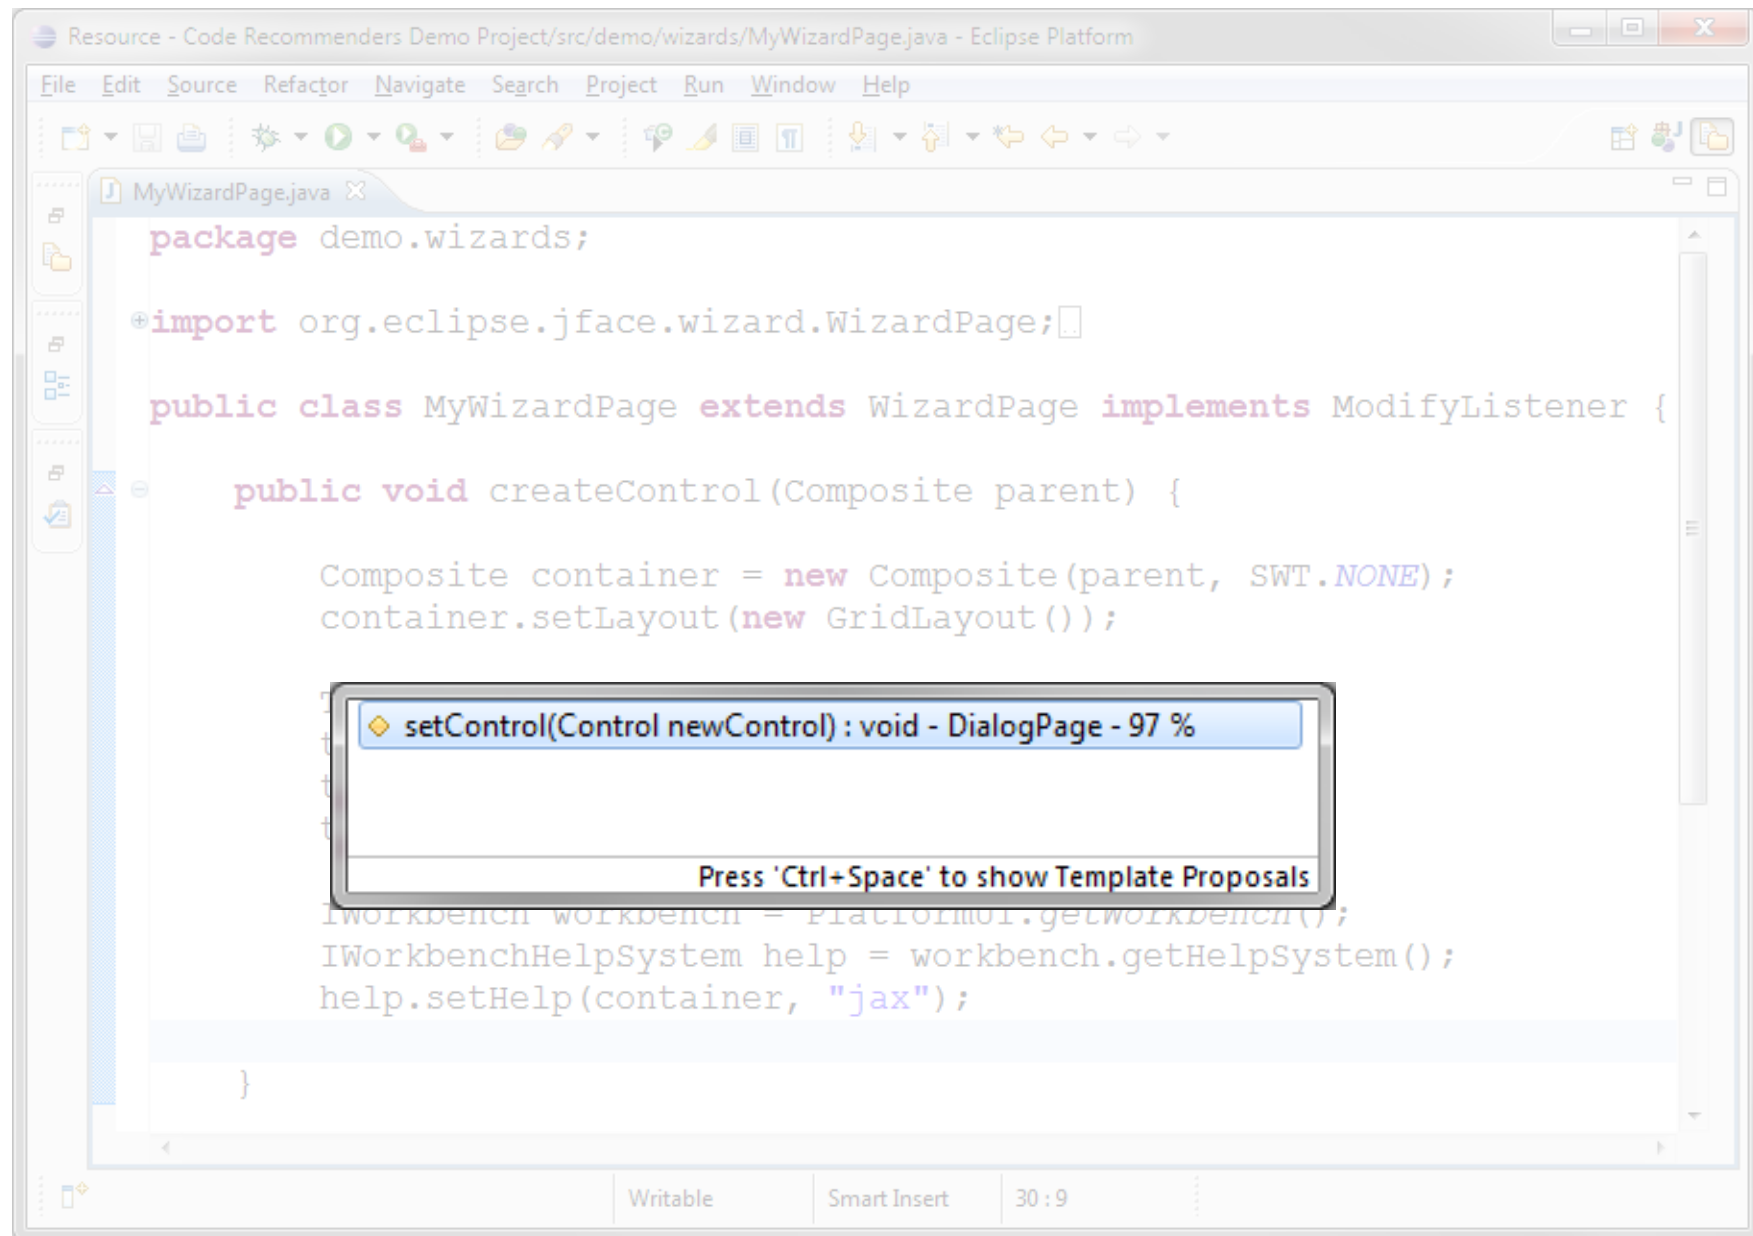 Resource - Code Recommenders Demo Project/src/demo/wizards/MyWizardPage.java - Eclipse Platform
File Edit Source Refactor Navigate Search Project Run Window Help
MyWizardPage.java
package demo.wizards;
import org.eclipse.jface.wizard.WizardPage;
public class MyWizardPage extends WizardPage implements ModifyListener {
public void createControl(Composite parent) {
Composite container = new Composite(parent, SWT.NONE);
container.setLayout(new GridLayout());
setControl(Control newControl) : void - DialogPage - 97 %
Press 'Ctrl+Space' to show Template Proposals
IWorkbench workbench = PlatformUI.getWorkbench();
IWorkbenchHelpSystem help = workbench.getHelpSystem();
help.setHelp(container, "jax");
}
Writable Smart Insert 30 : 9